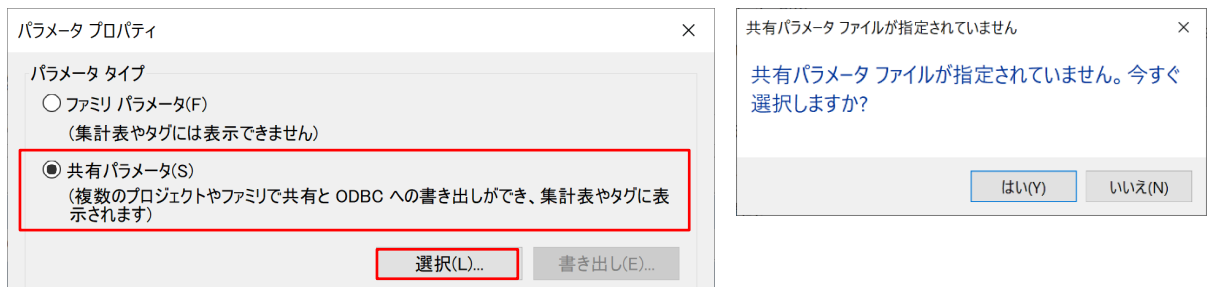 パラメータ プロパティ
パラメータ タイプ
ファミリ パラメータ(F)
(集計表やタグには表示できません)
共有パラメータ(S)
(複数のプロジェクトやファミリで共有と ODBC への書き出しができ、集計表やタグに表
示されます)
選択(L)...
書き出し(E)...
共有パラメータ ファイルが指定されていません
共有パラメータ ファイルが指定されていません。今すぐ
選択しますか?
はい(Y)
いいえ(N)